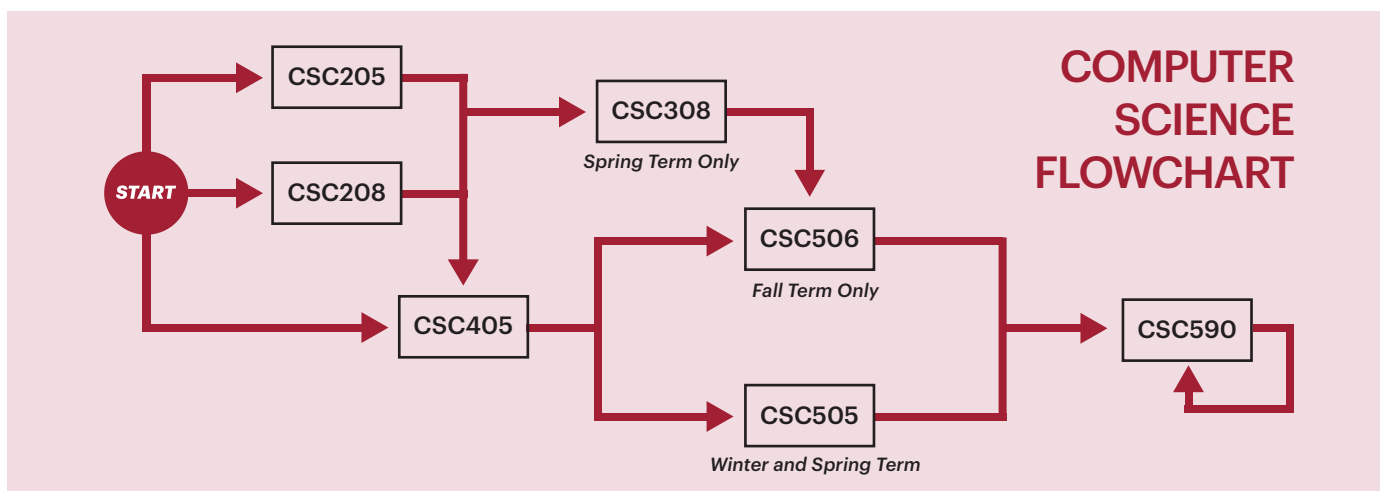 COMPUTER
SCIENCE
FLOWCHART
START
CSC205
CSC208
CSC308
Spring Term Only
CSC405
CSC506
Fall Term Only
CSC505
Winter and Spring Term
CSC590